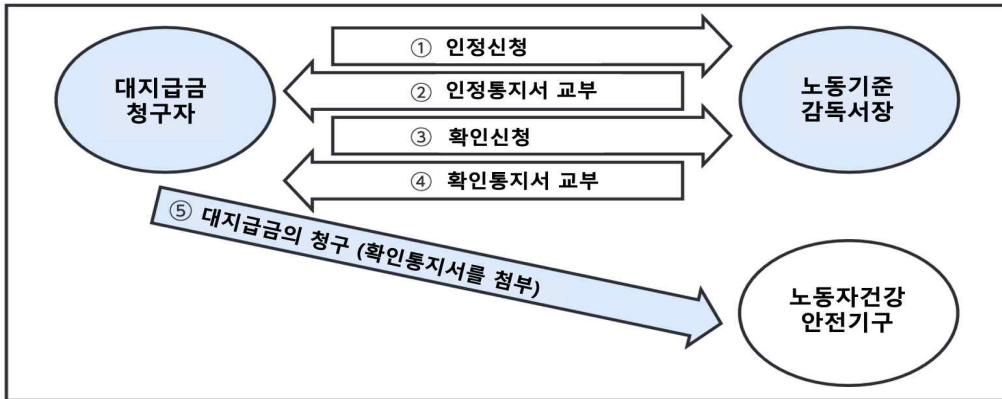 ① 인정신청
대지급금
청구자
② 인정통지서 교부
노동기준
감독서장
③ 확인신청
④ 확인통지서 교부
⑤ 대지급금의 청구 (확인통지서를 첨부)
노동자건강
안전기구